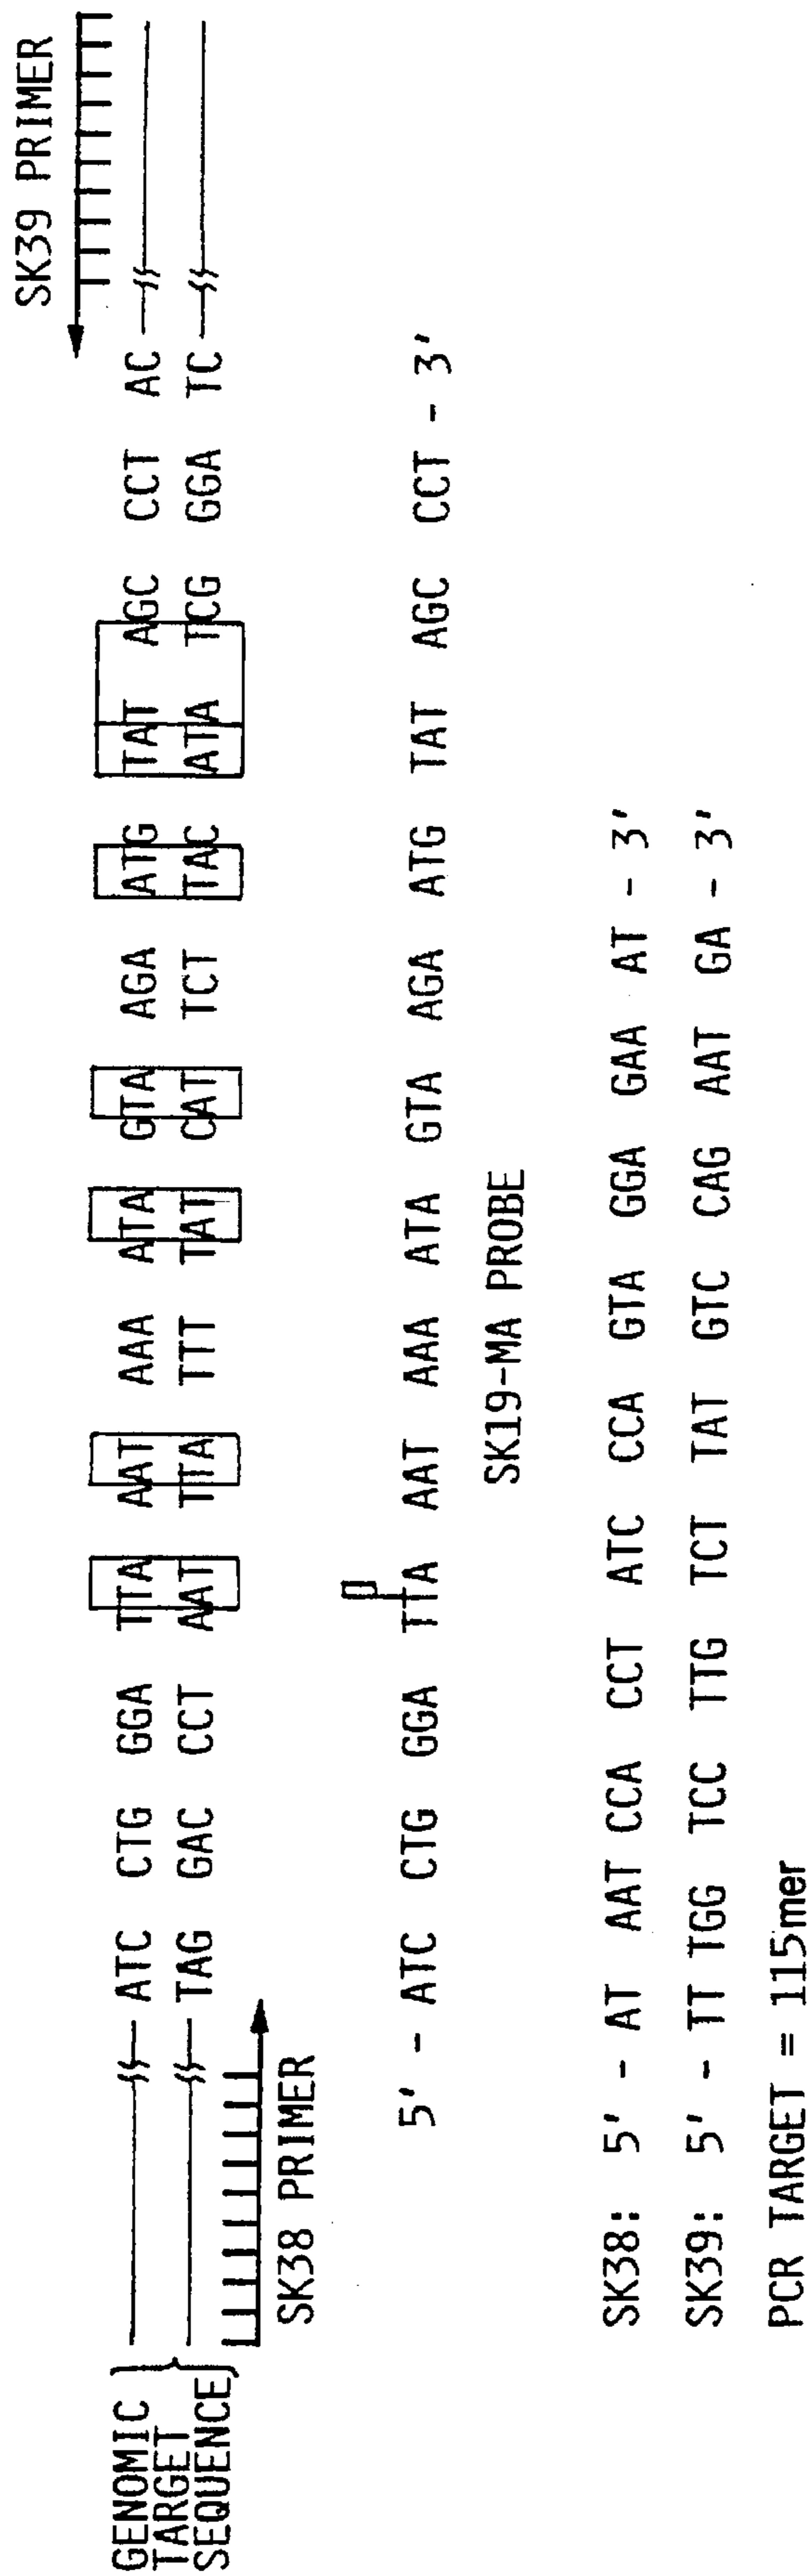 SK39 PRIMER
GENOMIC TARGET SEQUENCE
ATC CTG GGA TTA AAT AAA ATA GTA AGA ATG TAT AGC CCT AC
TAG GAC CCT AAT TTA TTT TAT CAT TCT TAC ATA TCG GGA TC
SK38 PRIMER
5' - ATC CTG GGA TTA AAT AAA ATA GTA AGA ATG TAT AGC CCT - 3'
SK19-MA PROBE
SK38: 5' - AT AAT CCA CCT ATC CCA GTA GGA GAA AT - 3'
SK39: 5' - TT TGG TCC TTG TCT TAT GTC CAG AAT GA - 3'
PCR TARGET = 115mer